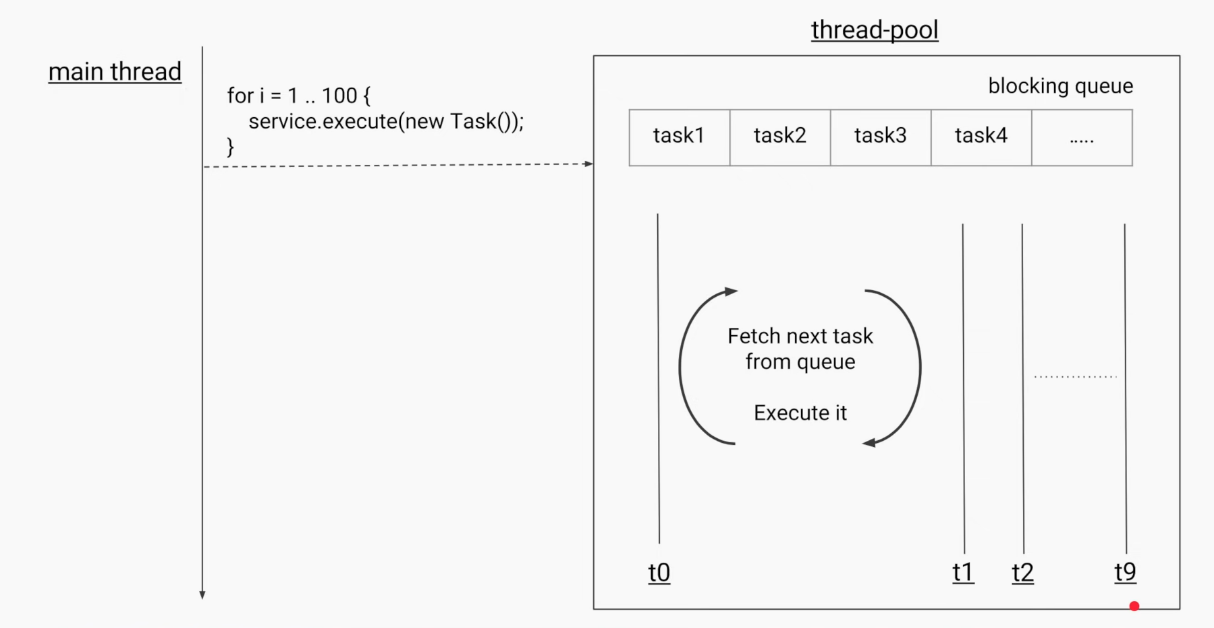 thread-pool
main thread
for i = 1 .. 100 {
service.execute(new Task());
}
blocking queue
task1 task2 task3 task4 .....
Fetch next task
from queue
Execute it
t0 t1 t2 t9